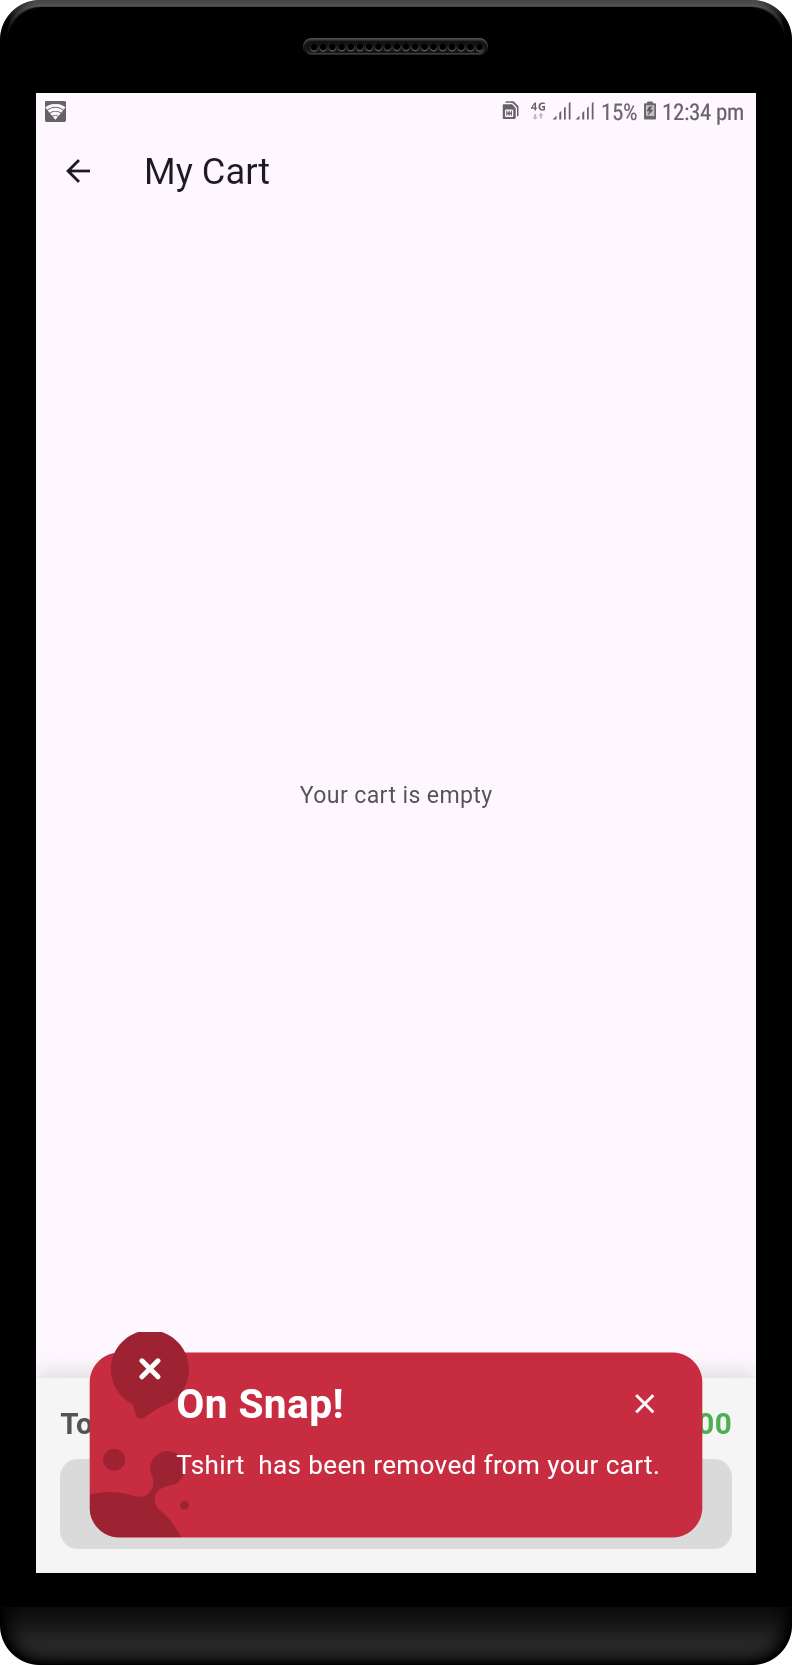 4G 15% 12:34 pm
My Cart
Your cart is empty
On Snap!
To 00
Tshirt has been removed from your cart.